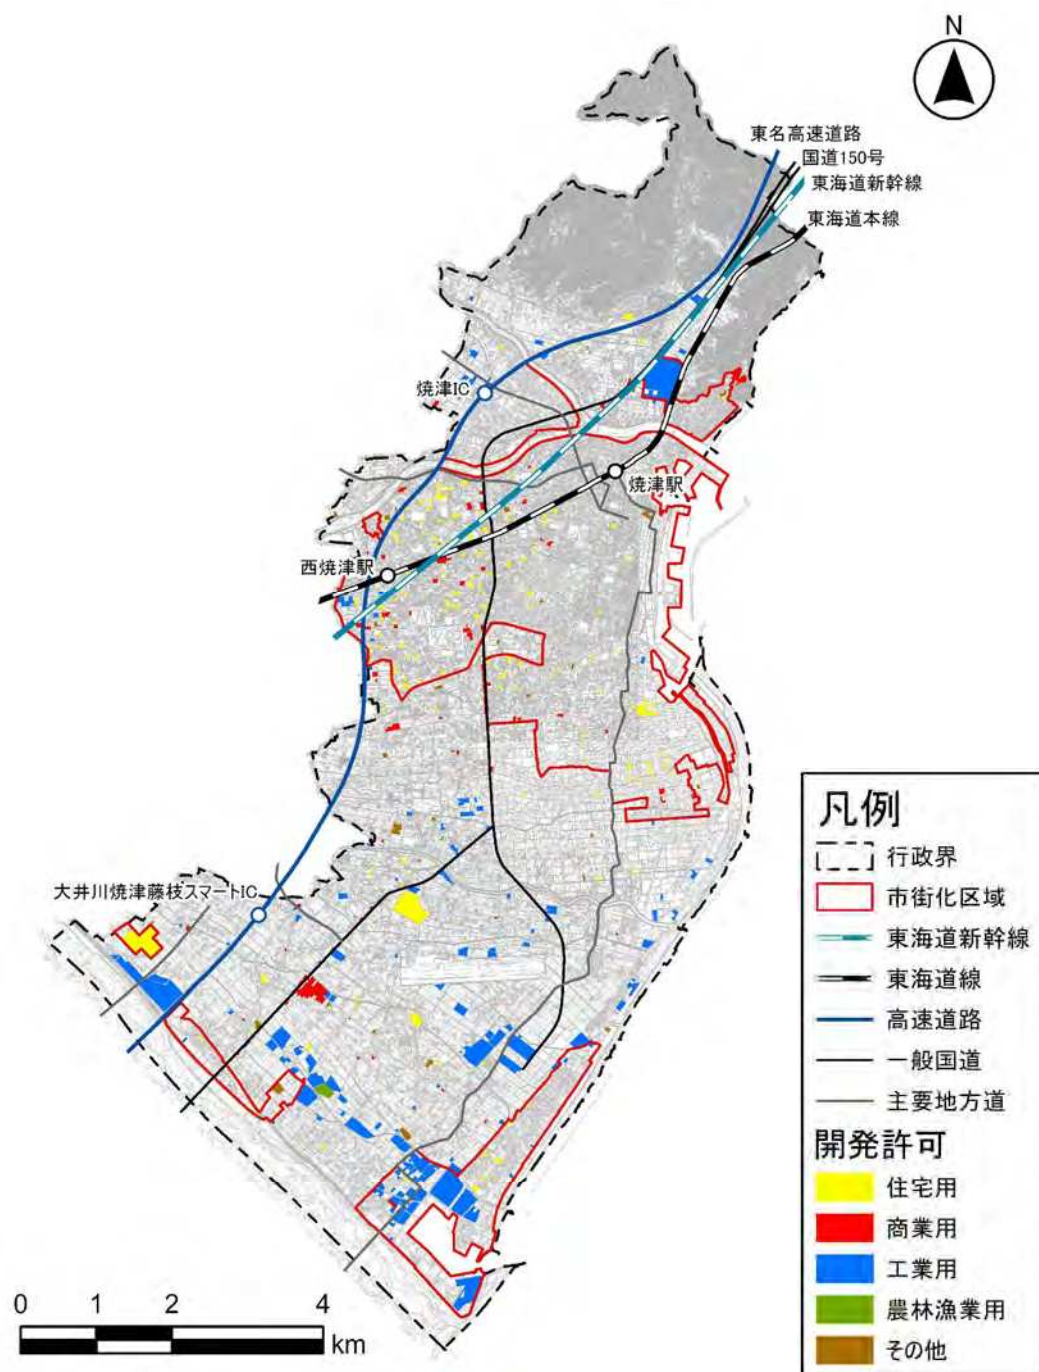 N
東名高速道路
国道150号
東海道新幹線
東海道本線
焼津IC
焼津駅
西焼津駅
大井川焼津藤枝スマートIC
凡例
行政界
市街化区域
東海道新幹線
東海道線
高速道路
一般国道
主要地方道
開発許可
住宅用
商業用
工業用
農林漁業用
その他
0 1 2 4
km